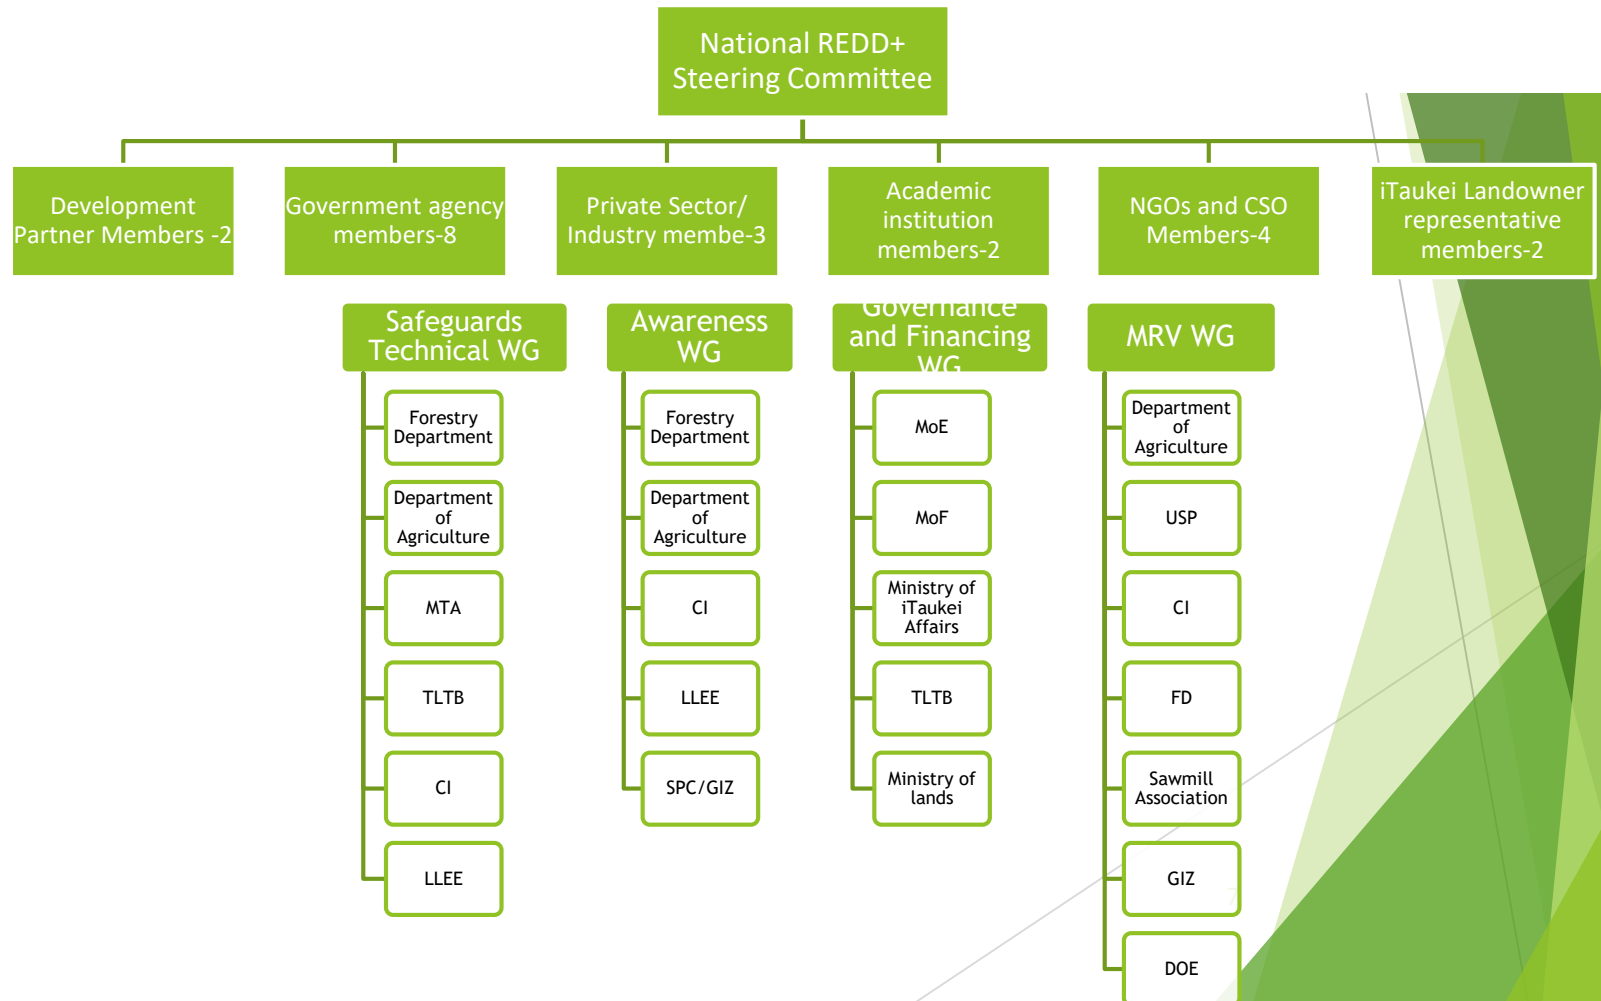 National REDD+
Steering Committee
Development
Partner Members -2
Government agency
members-8
Private Sector/
Industry membe-3
Academic
institution
members-2
NGOs and CSO
Members-4
iTaukei Landowner
representative
members-2
Safeguards
Technical WG
Forestry
Department
Department
of
Agriculture
MTA
TLTB
CI
LLEE
Awareness
WG
Forestry
Department
Department
of
Agriculture
CI
LLEE
SPC/GIZ
Governance
and Financing
WG
MoE
MoF
Ministry of
iTaukei
Affairs
TLTB
Ministry of
lands
MRV WG
Department
of
Agriculture
USP
CI
FD
Sawmill
Association
GIZ
DOE
7